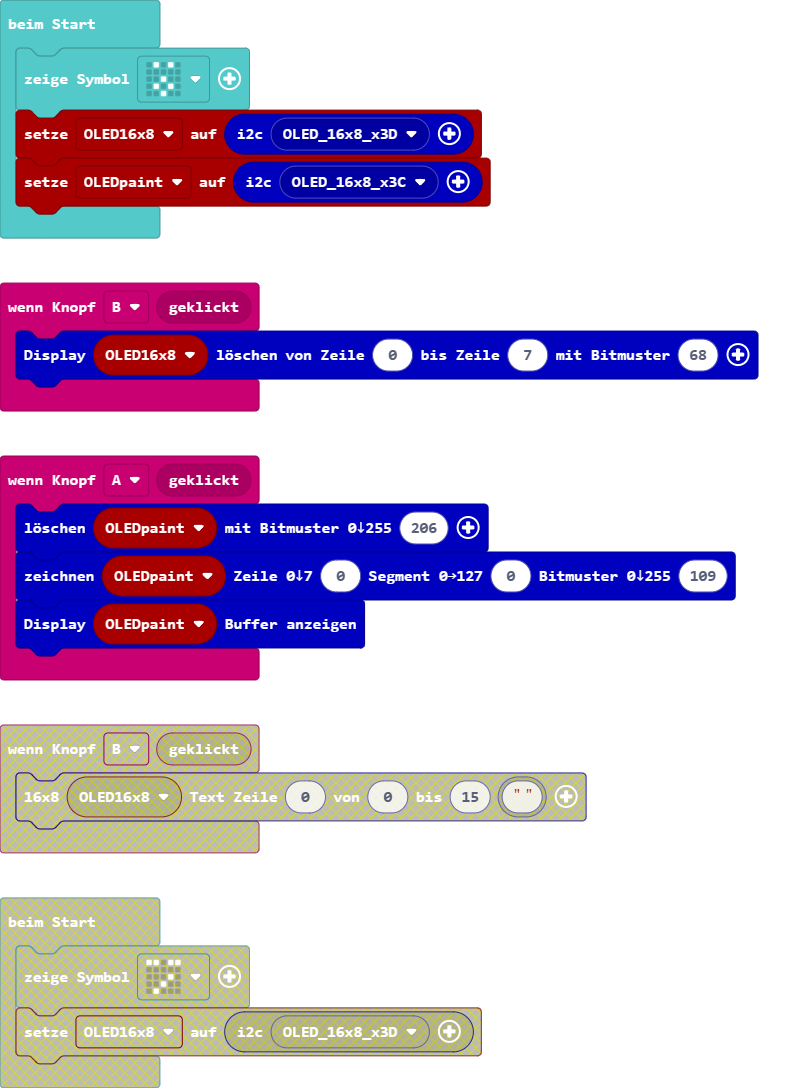 beim Start
zeige Symbol
setze OLED16x8 auf i2c OLED_16x8_x3D
setze OLEDpaint auf i2c OLED_16x8_x3C
wenn Knopf B geklickt
Display OLED16x8 löschen von Zeile 0 bis Zeile 7 mit Bitmuster 68
wenn Knopf A geklickt
löschen OLEDpaint mit Bitmuster 0↓255 206
zeichnen OLEDpaint Zeile 0↓7 0 Segment 0→127 0 Bitmuster 0↓255 109
Display OLEDpaint Buffer anzeigen
wenn Knopf B geklickt
16x8 OLED16x8 Text Zeile 0 von 0 bis 15 " "
beim Start
zeige Symbol
setze OLED16x8 auf i2c OLED_16x8_x3D